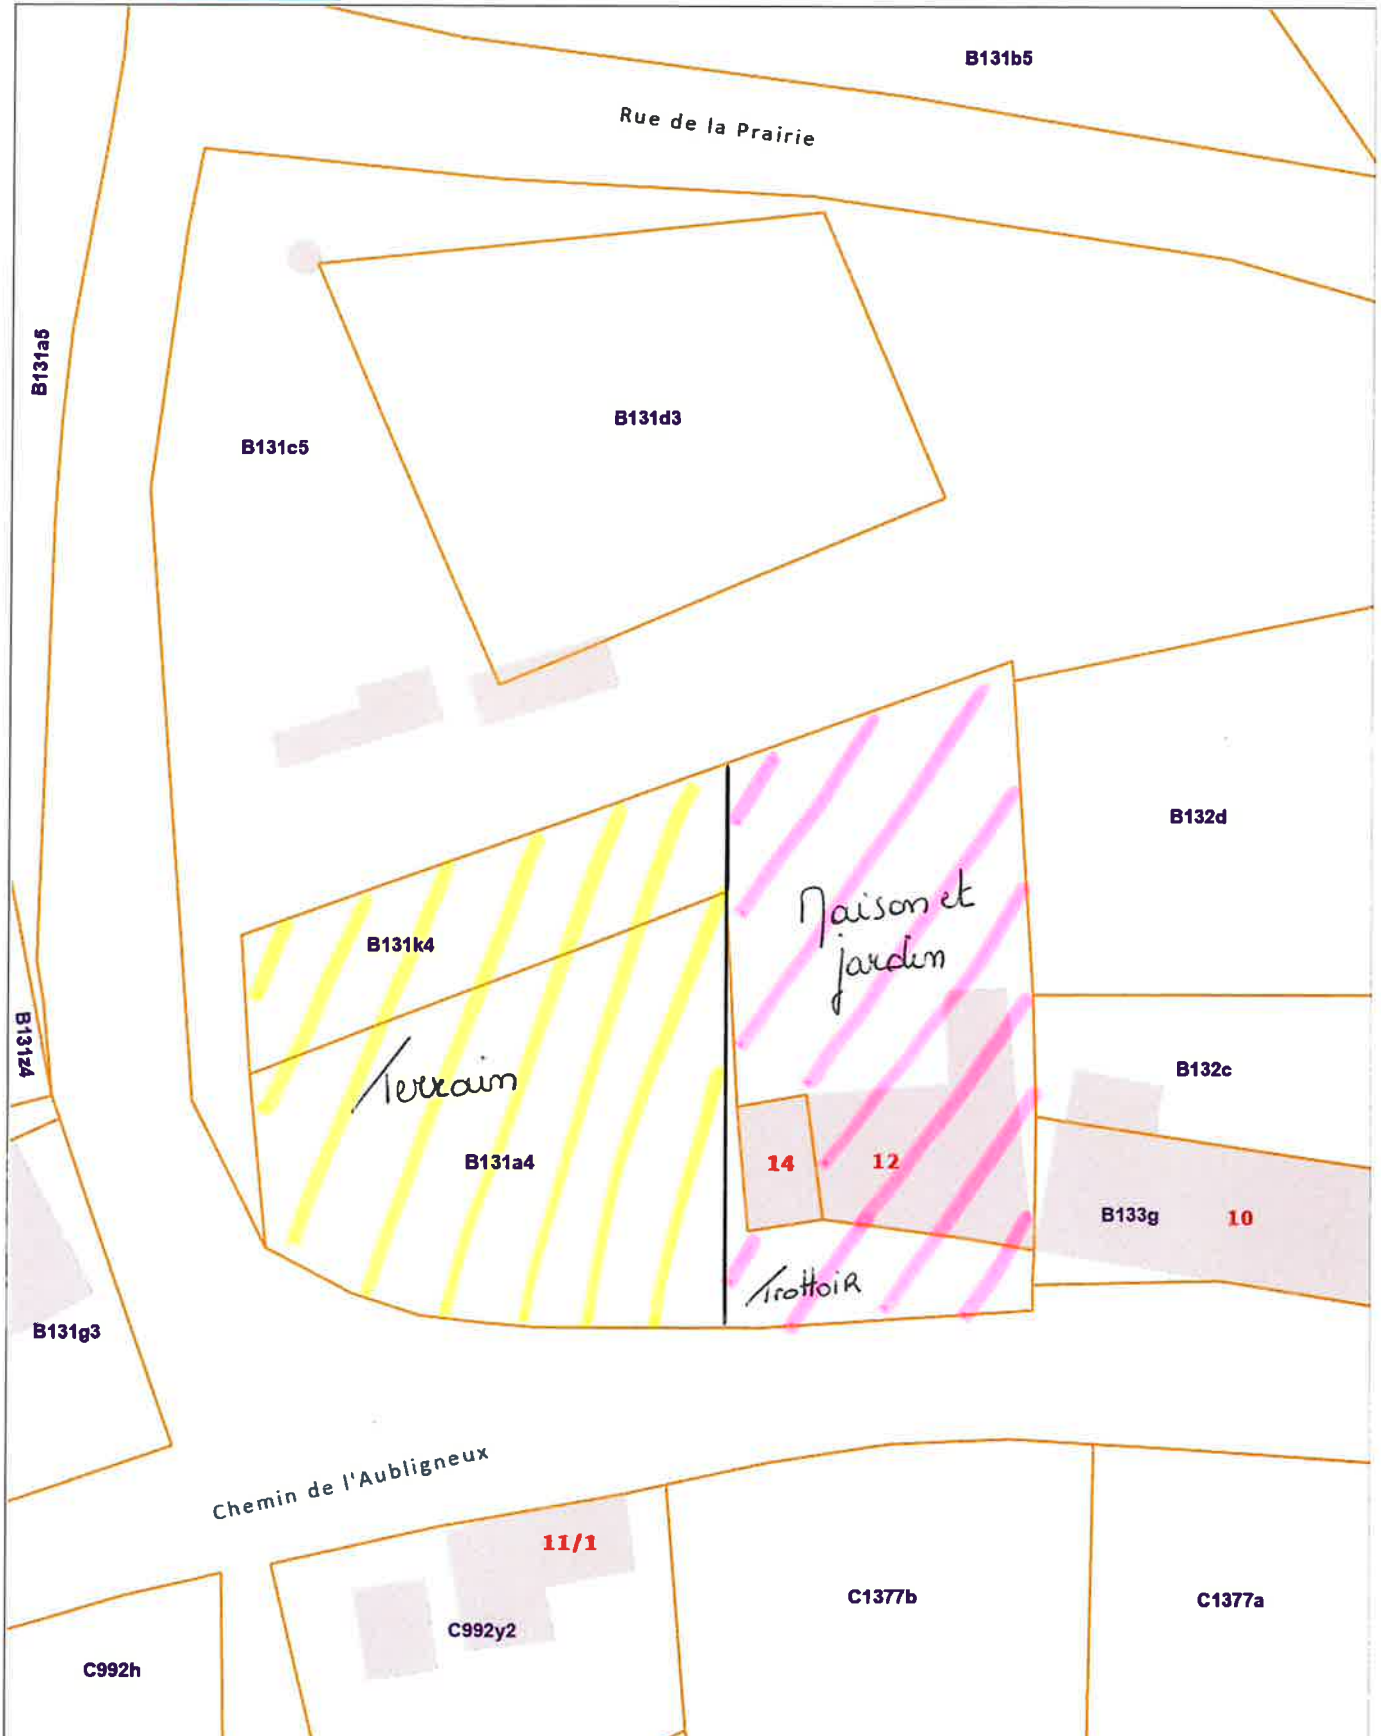 B131b5
Rue de la Prairie
B131a5
B131d3
B131c5
B132d
Maison et
jardin
B131k4
B131z4
Terrain
B132c
B131a4
14
12
B133g
10
Trottoir
B131g3
Chemin de l'Aubligneux
11/1
C1377b
C1377a
C992y2
C992h